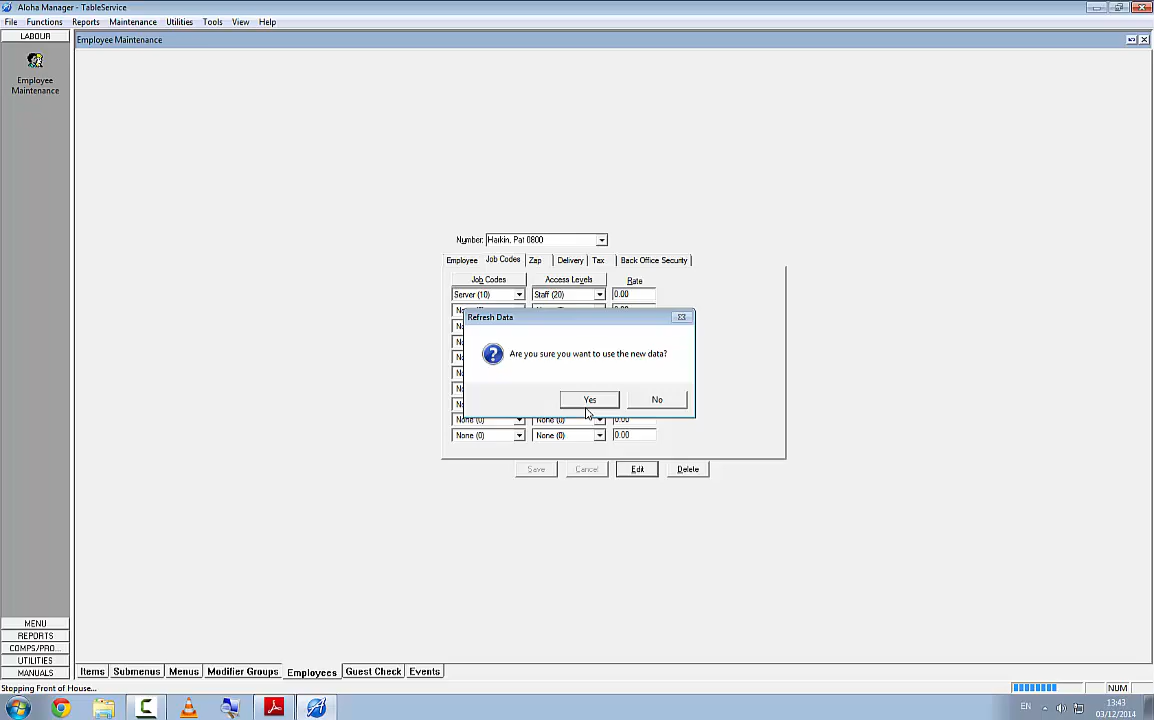 Aloha Manager - TableService
File Functions Reports Maintenance Utilities Tools View Help
LABOUR
Employee Maintenance
Employee
Maintenance
Number: Harkin, Pat 0800
Employee Job Codes Zap Delivery Tax Back Office Security
Job Codes Access Levels Rate
Server (10) Staff (20) 0.00
Refresh Data
Are you sure you want to use the new data?
Yes No
None (0) None (0) 0.00
None (0) None (0) 0.00
Save Cancel Edit Delete
MENU
REPORTS
COMPS/PRO...
UTILITIES
MANUALS
Items Submenus Menus Modifier Groups Employees Guest Check Events
Stopping Front of House...
NUM
EN
13:43
03/12/2014